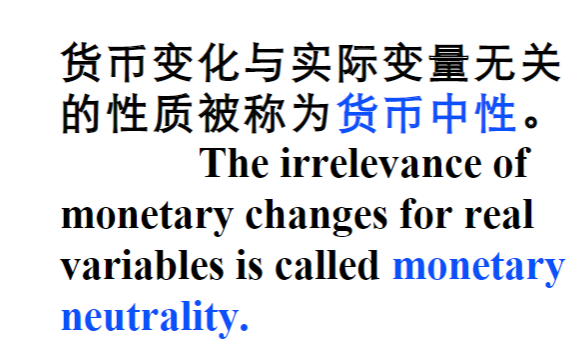 货币变化与实际变量无关
的性质被称为货币中性。
The irrelevance of
monetary changes for real
variables is called monetary
neutrality.